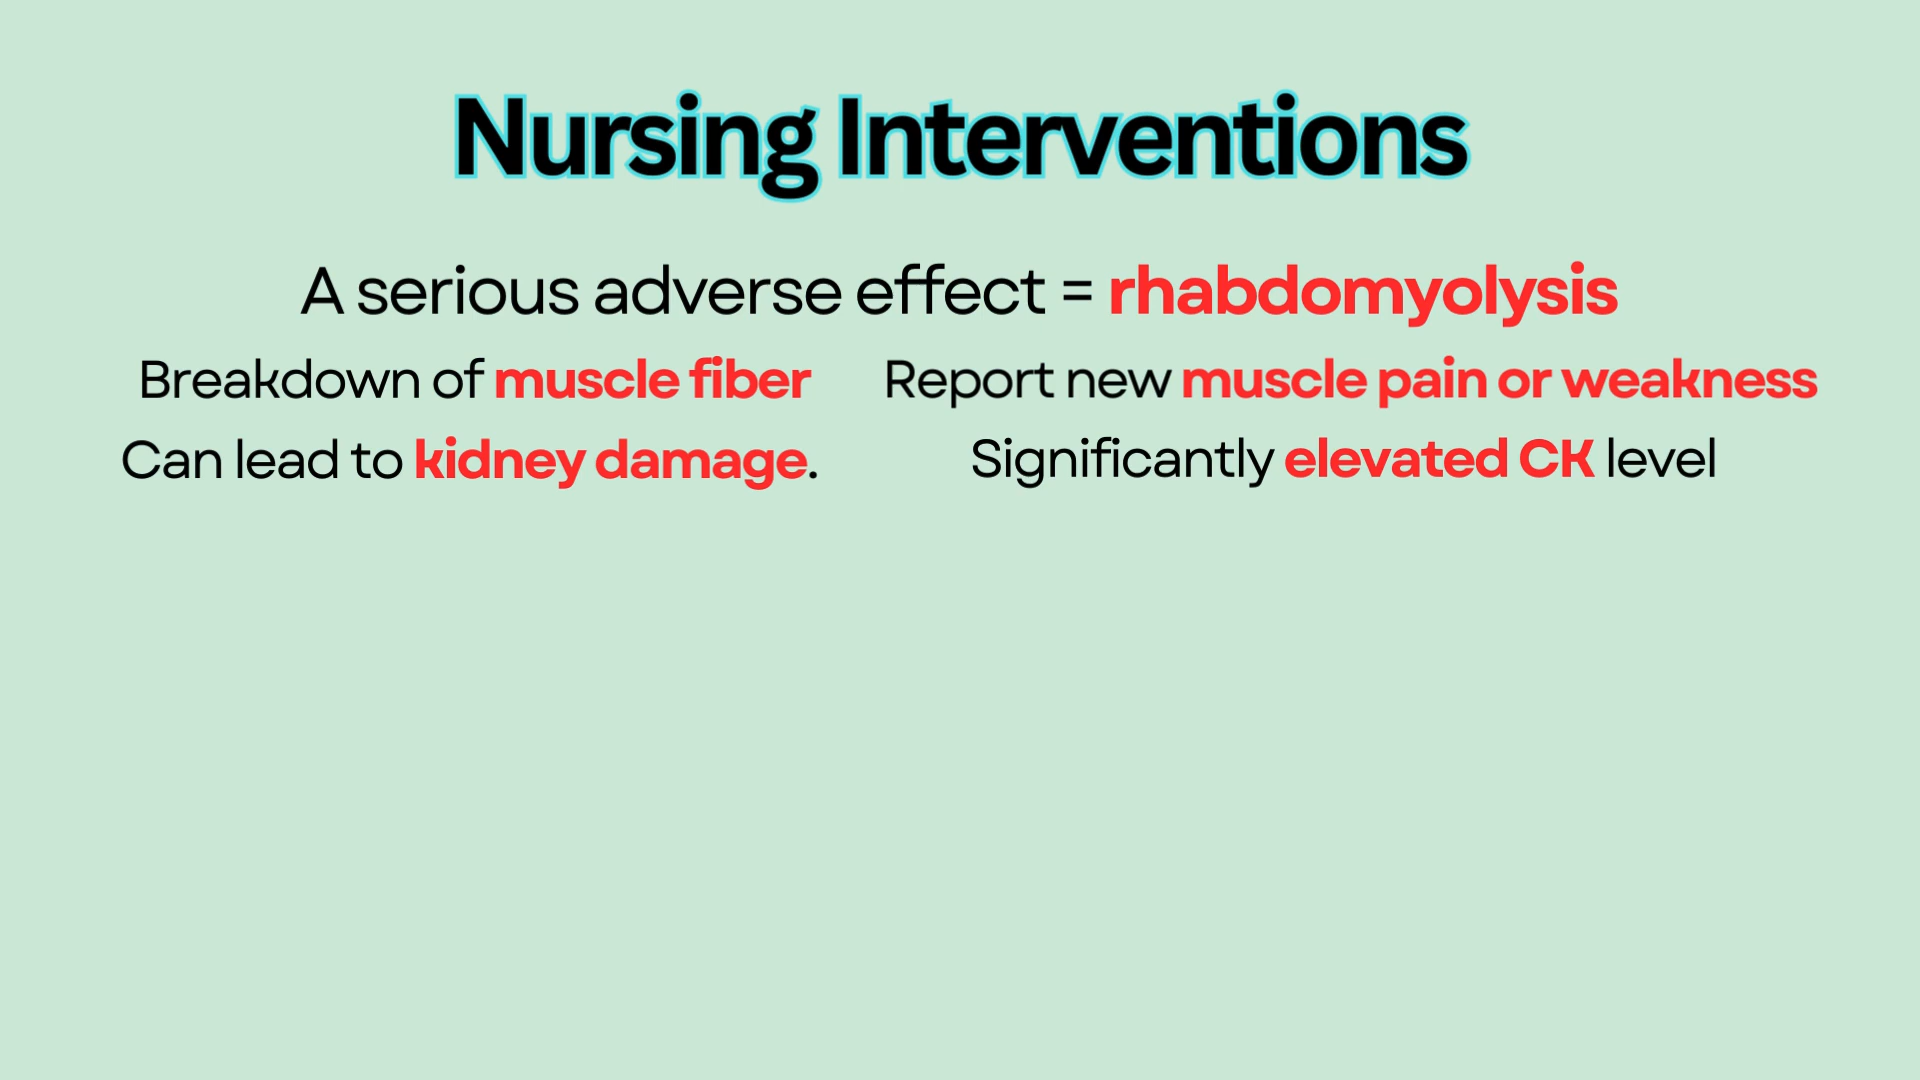 Nursing Interventions
A serious adverse effect = rhabdomyolysis
Breakdown of muscle fiber
Can lead to kidney damage.
Report new muscle pain or weakness
Significantly elevated CK level